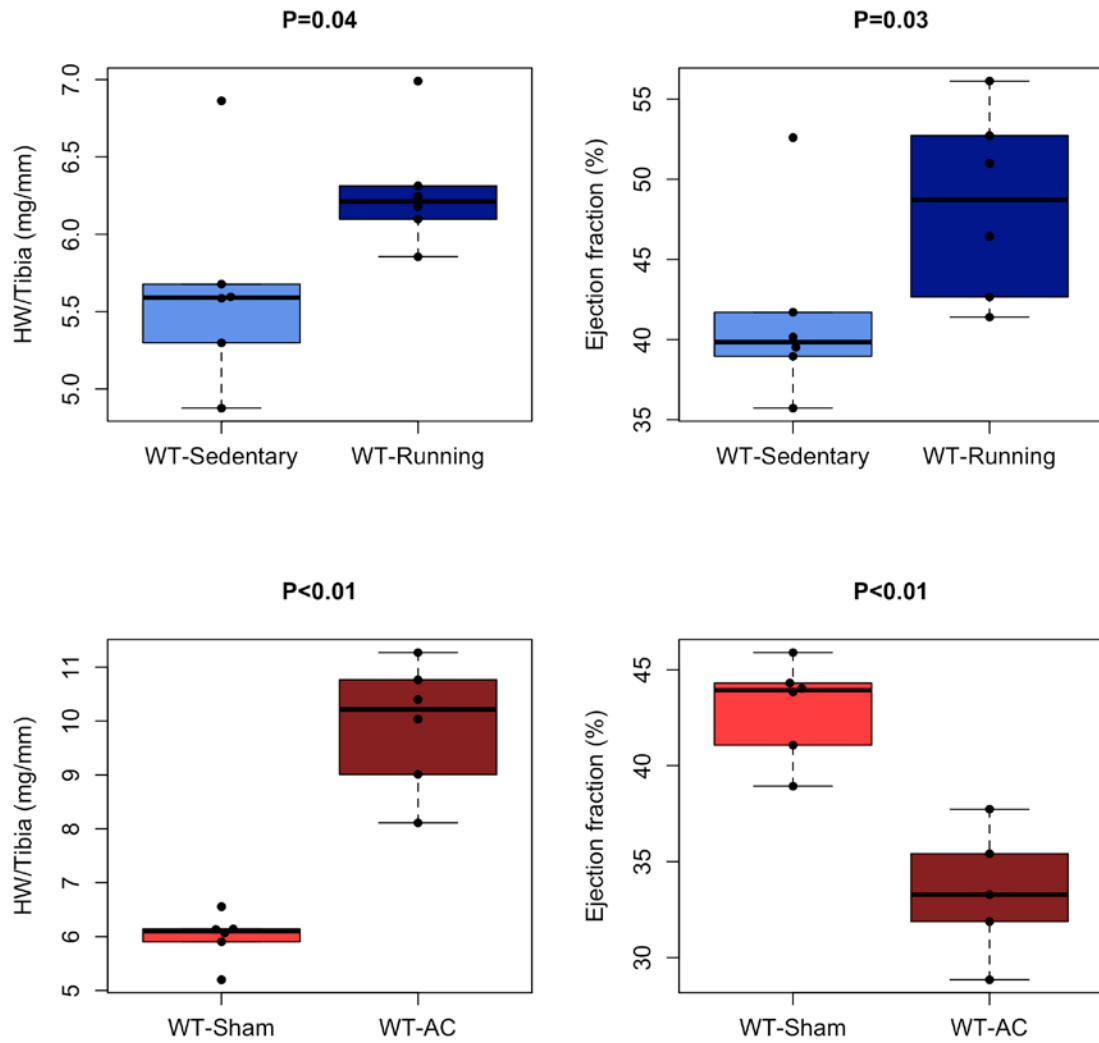 P=0.04
HW/Tibia (mg/mm)
7.0
6.5
6.0
5.5
5.0
WT-Sedentary WT-Running
P=0.03
Ejection fraction (%)
55
50
45
40
35
WT-Sedentary WT-Running
P<0.01
HW/Tibia (mg/mm)
11
10
9
8
7
6
5
WT-Sham WT-AC
P<0.01
Ejection fraction (%)
45
40
35
30
WT-Sham WT-AC